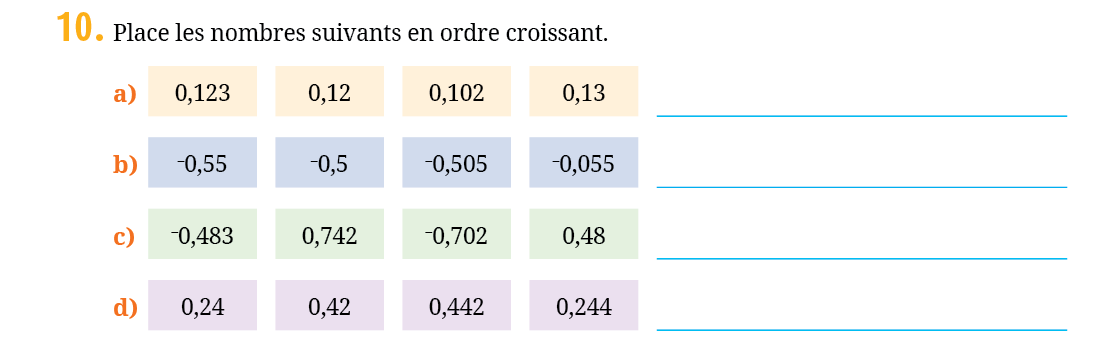 10. Place les nombres suivants en ordre croissant.
a) 0,123 0,12 0,102 0,13
b) ⁻0,55 ⁻0,5 ⁻0,505 ⁻0,055
c) ⁻0,483 0,742 ⁻0,702 0,48
d) 0,24 0,42 0,442 0,244